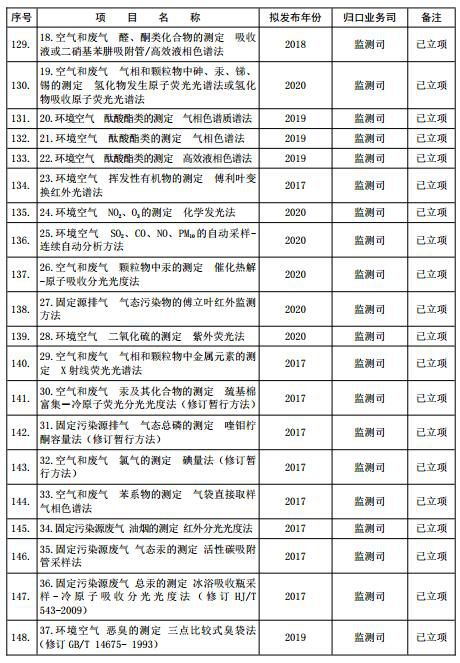 序号 项 目 名 称 拟发布年份 归口业务司 备注
129. 18.空气和废气 醛、酮类化合物的测定 吸收
液或二硝基苯肼吸附管/高效液相色谱法 2018 监测司 已立项
130. 19.空气和废气 气相和颗粒物中砷、汞、锑、
锡的测定 氢化物发生原子荧光光谱法或氢化
物吸收原子荧光光谱法 2020 监测司 已立项
131. 20.环境空气 酞酸酯类的测定 气相色谱质谱法 2019 监测司 已立项
132. 21.环境空气 酞酸酯类的测定 气相色谱法 2019 监测司 已立项
133. 22.环境空气 酞酸酯类的测定 高效液相色谱法 2019 监测司 已立项
134. 23.环境空气 挥发性有机物的测定 傅利叶变
换红外光谱法 2017 监测司 已立项
135. 24.环境空气 NO₂、O₃的测定 化学发光法 2020 监测司 已立项
136. 25.环境空气 SO₂、CO、NO、PM₁₀的自动采样-
连续自动分析方法 2020 监测司 已立项
137. 26.空气和废气 颗粒物中汞的测定 催化热解
-原子吸收分光光度法 2020 监测司 已立项
138. 27.固定源排气 气态污染物的傅立叶红外监测
方法 2020 监测司 已立项
139. 28.环境空气 二氧化硫的测定 紫外荧光法 2020 监测司 已立项
140. 29.空气和废气 气相和颗粒物中金属元素的测
定 X射线荧光光谱法 2017 监测司 已立项
141. 30.空气和废气 汞及其化合物的测定 巯基棉
富集—冷原子荧光分光光度法（修订暂行方法） 2017 监测司 已立项
142. 31.固定污染源排气 气态总磷的测定 喹钼柠
酮容量法（修订暂行方法） 2017 监测司 已立项
143. 32.空气和废气 氯气的测定 碘量法（修订暂
行方法） 2017 监测司 已立项
144. 33.空气和废气 苯系物的测定 气袋直接取样
气相色谱法 2017 监测司 已立项
145. 34.固定污染源废气 油烟的测定 红外分光光度法 2017 监测司 已立项
146. 35.固定污染源废气 气态汞的测定 活性碳吸附
管采样法 2017 监测司 已立项
147. 36.固定污染源废气 总汞的测定 冰浴吸收瓶采
样-冷原子吸收分光光度法（修订 HJ/T
543-2009） 2017 监测司 已立项
148. 37.环境空气 恶臭的测定 三点比较式臭袋法
（修订 GB/T 14675- 1993） 2019 监测司 已立项